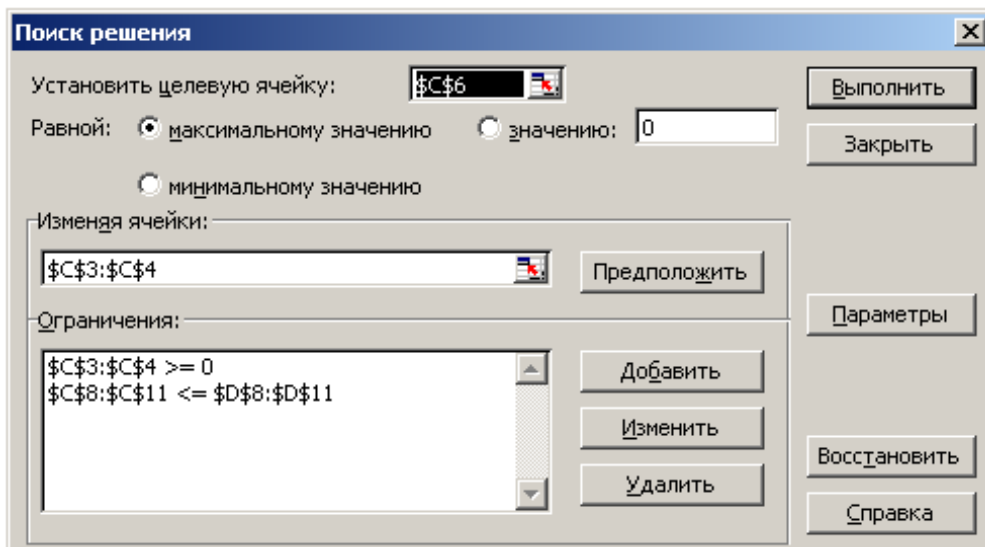 Поиск решения
Установить целевую ячейку: $C$6
Выполнить
Равной: максимальному значению значению: 0
Закрыть
минимальному значению
Изменяя ячейки:
$C$3:$C$4
Предположить
Параметры
Ограничения:
$C$3:$C$4 >= 0
$C$8:$C$11 <= $D$8:$D$11
Добавить
Изменить
Удалить
Восстановить
Справка